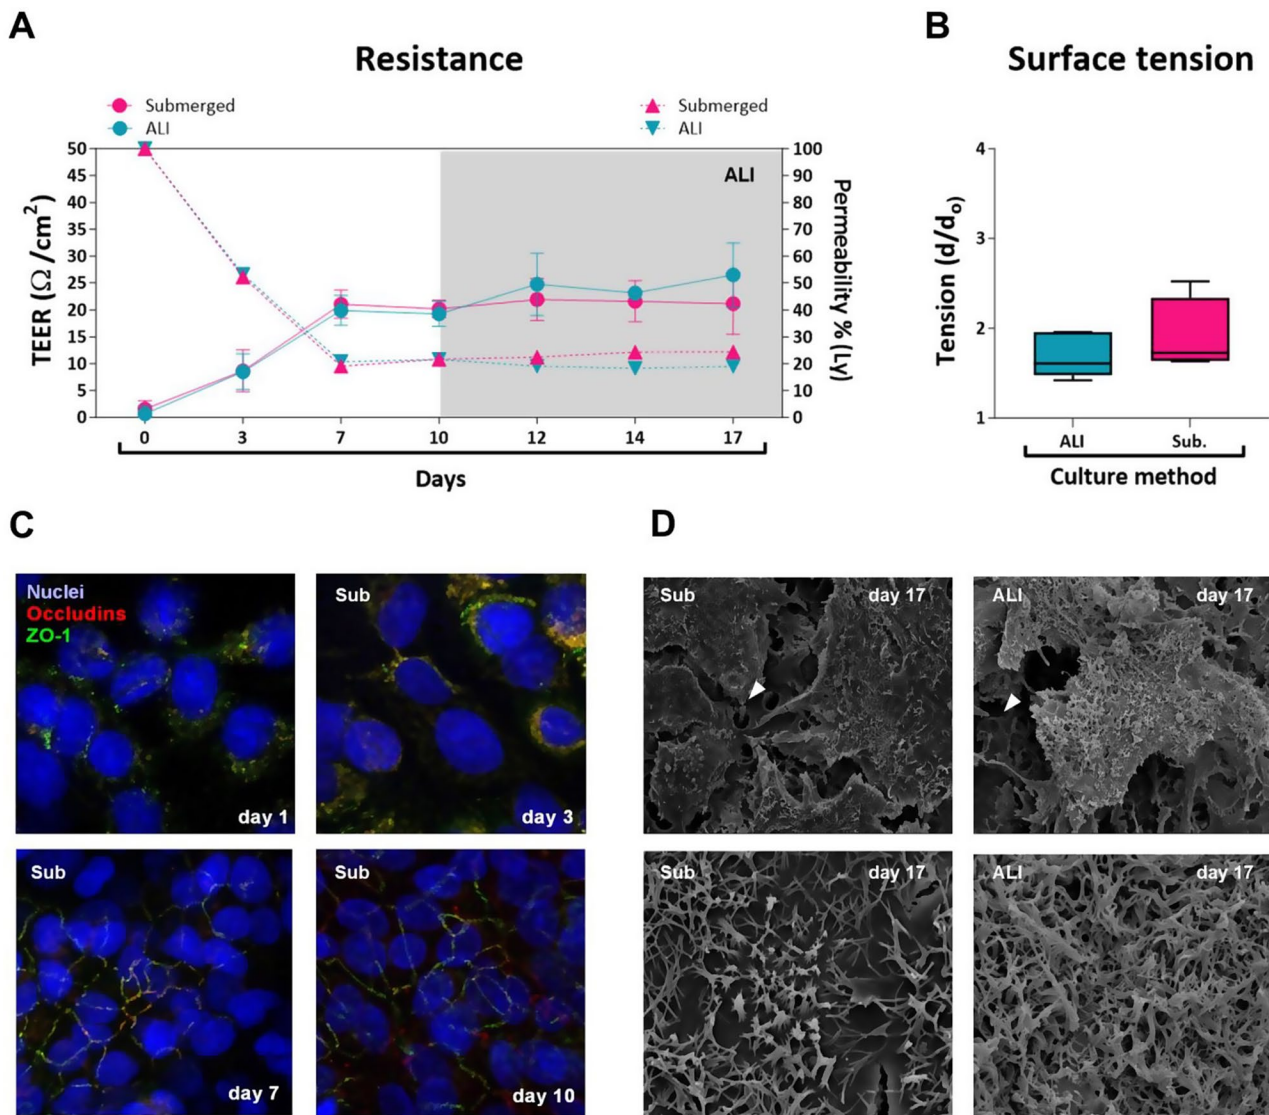 A
B
Resistance
Surface tension
Submerged
ALI
Submerged
ALI
50
45
40
35
30
25
20
15
10
5
0
TER (Ω /cm²)
100
90
80
70
60
50
40
30
20
10
0
Permeability % (Ly)
ALI
0 3 7 10 12 14 17
Days
4
3
2
1
Tension (d/d₀)
ALI Sub.
Culture method
C
D
Nuclei
Occludins
ZO-1
day 1
Sub
day 3
Sub day 17
ALI day 17
Sub
day 7
Sub
day 10
Sub day 17
ALI day 17